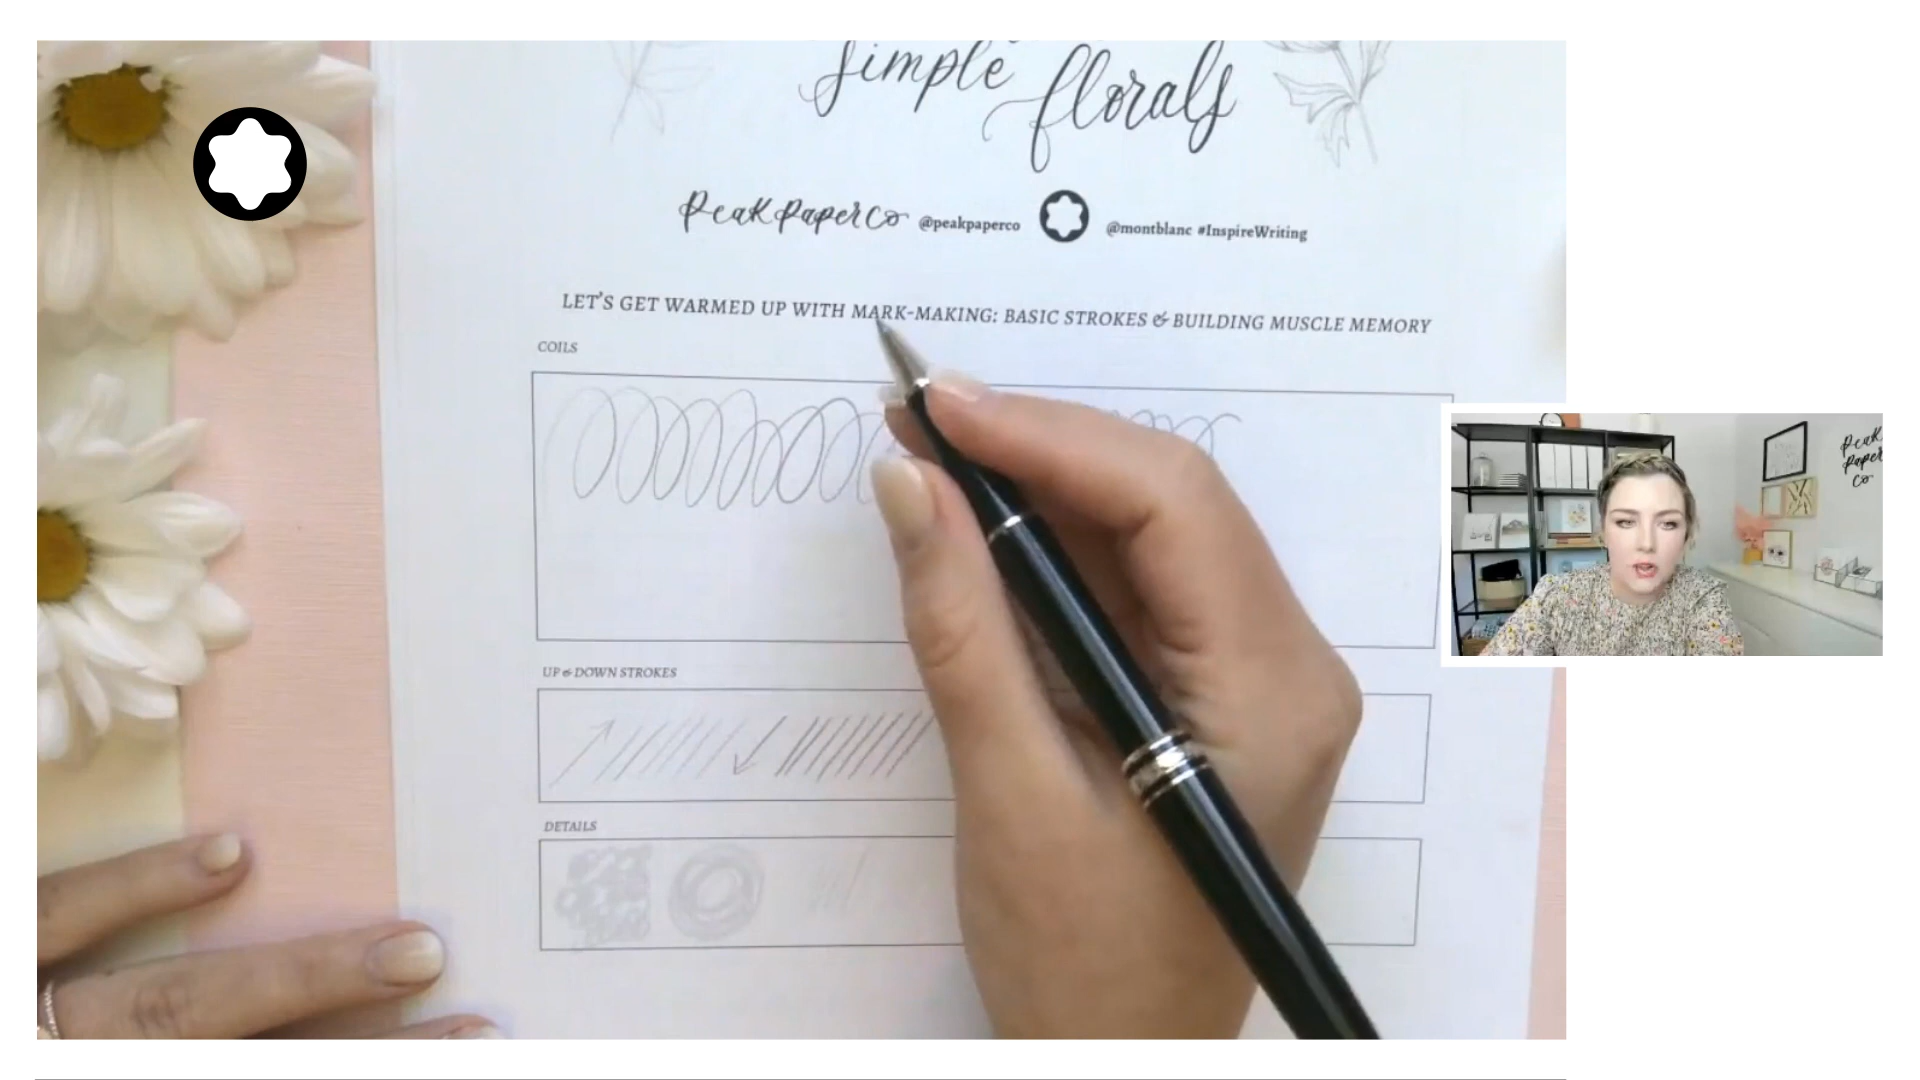 simple
florals
PeakPaperCo @peakpaperco @montblanc #InspireWriting
LET'S GET WARMED UP WITH MARK-MAKING: BASIC STROKES & BUILDING MUSCLE MEMORY
COILS
UP & DOWN STROKES
DETAILS
Peak
Paper
Co